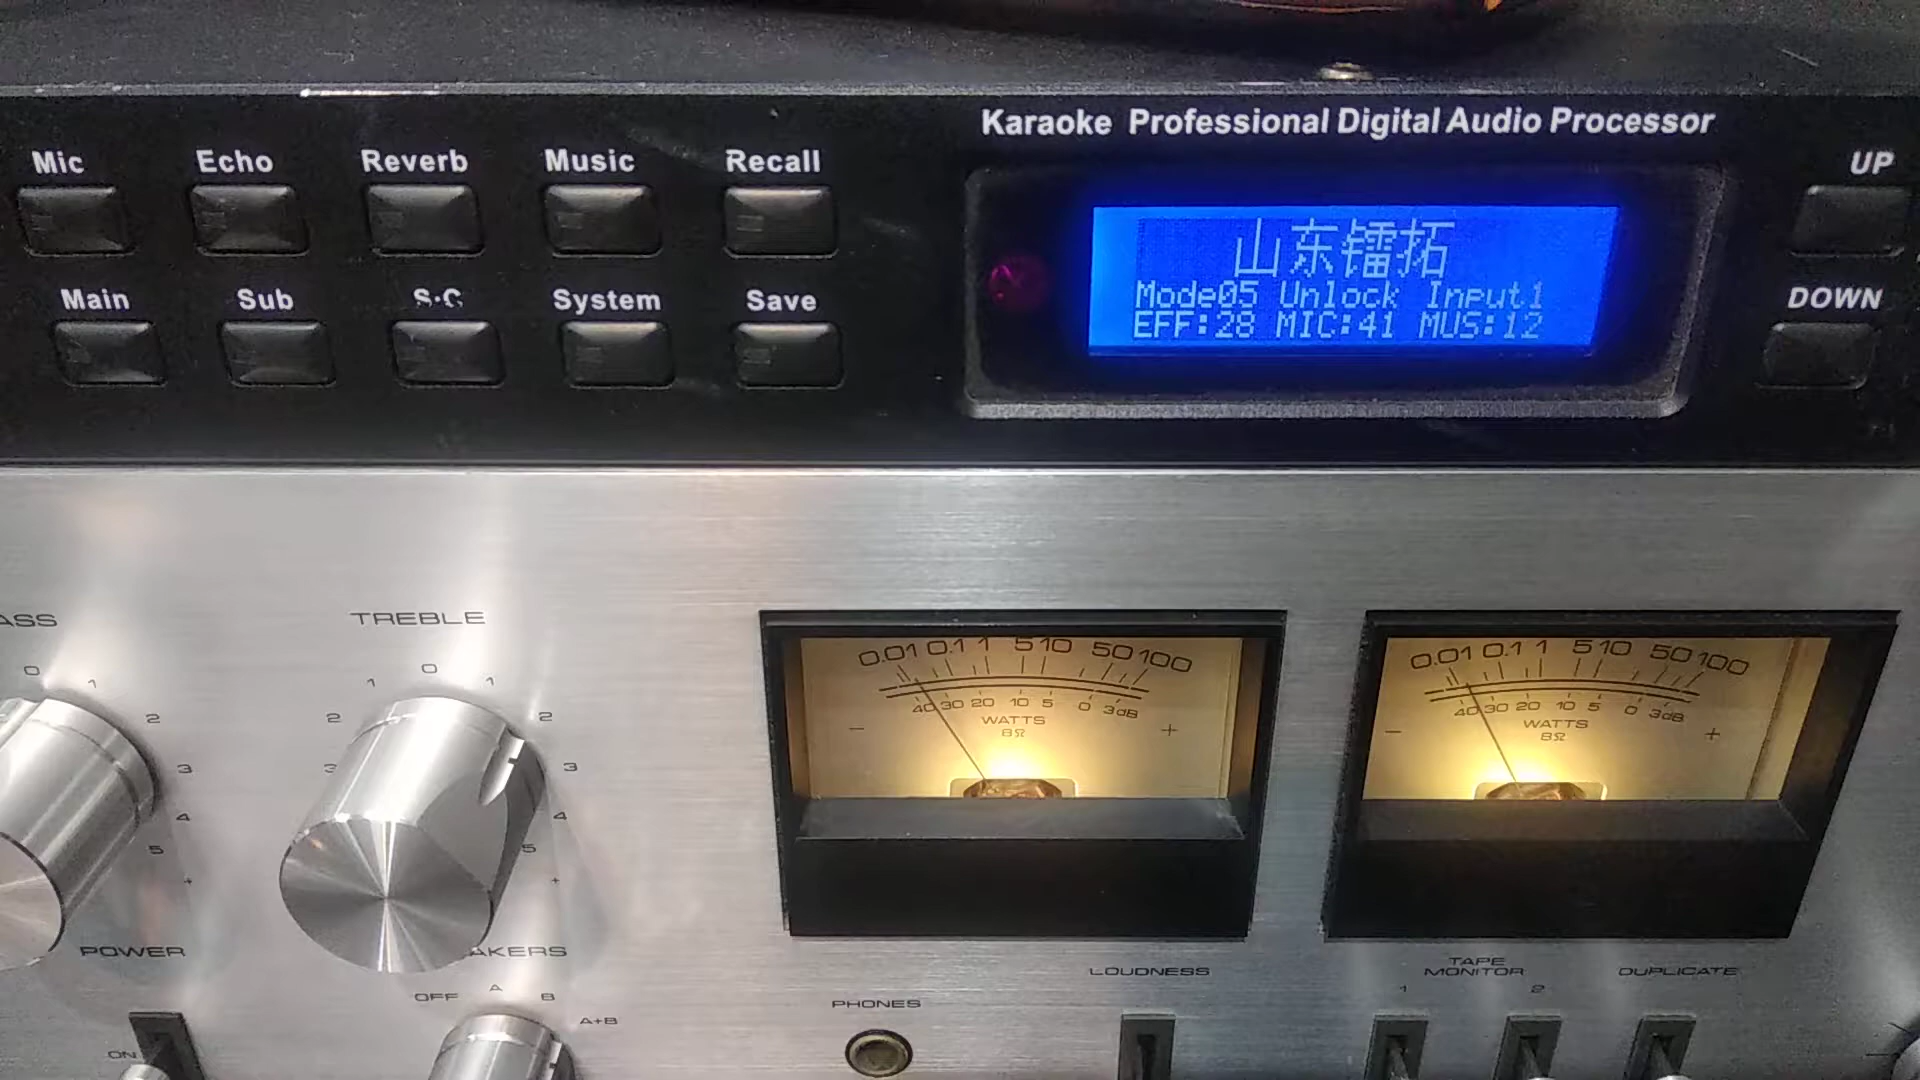 Karaoke Professional Digital Audio Processor
Mic Echo Reverb Music Recall
UP
山东镭拓
Mode05 Unlock Input1
EFF:28 MIC:41 MUS:12
Main Sub S·C System Save
DOWN
ASS
TREBLE
0 1
1 0 1
2
2 2
3
3 3
4
4
5
5
+
+
0.01 0.1 1 5 10 50 100
40 30 20 10 5 0 3dB
WATTS
8Ω
− +
0.01 0.1 1 5 10 50 100
40 30 20 10 5 0 3dB
WATTS
8Ω
− +
POWER
AKERS
OFF A B
A+B
ON
PHONES
LOUDNESS
TAPE
MONITOR
1 2
DUPLICATE